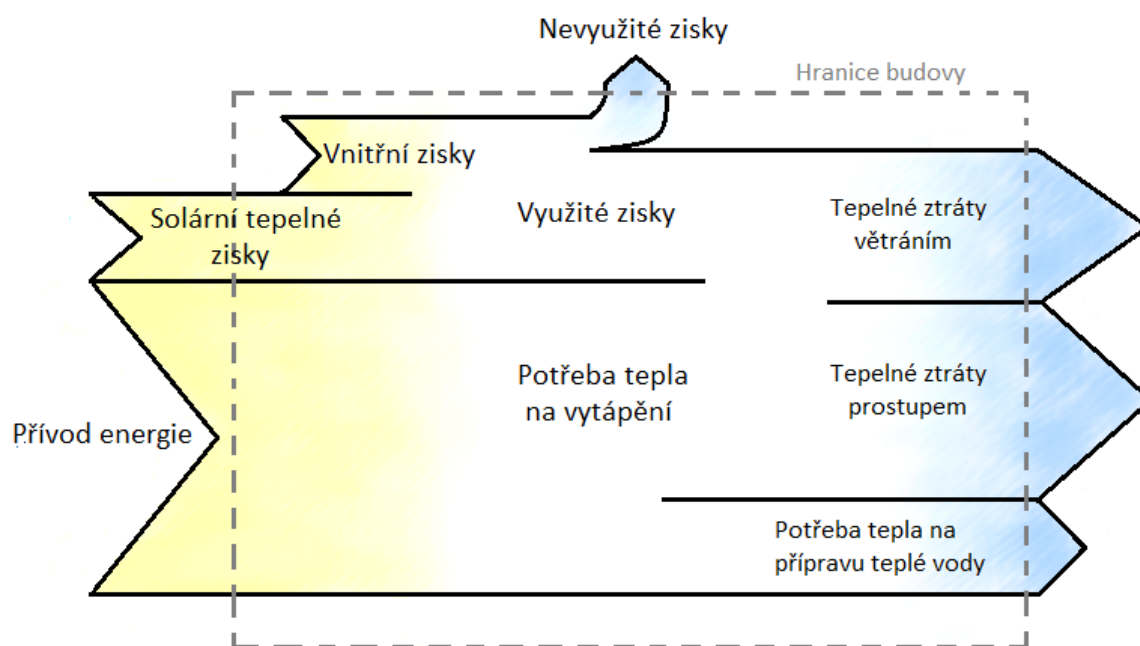 Nevyužité zisky
Hranice budovy
Vnitřní zisky
Solární tepelné
zisky
Využité zisky
Tepelné ztráty
větráním
Potřeba tepla
na vytápění
Tepelné ztráty
prostupem
Přívod energie
Potřeba tepla na
přípravu teplé vody